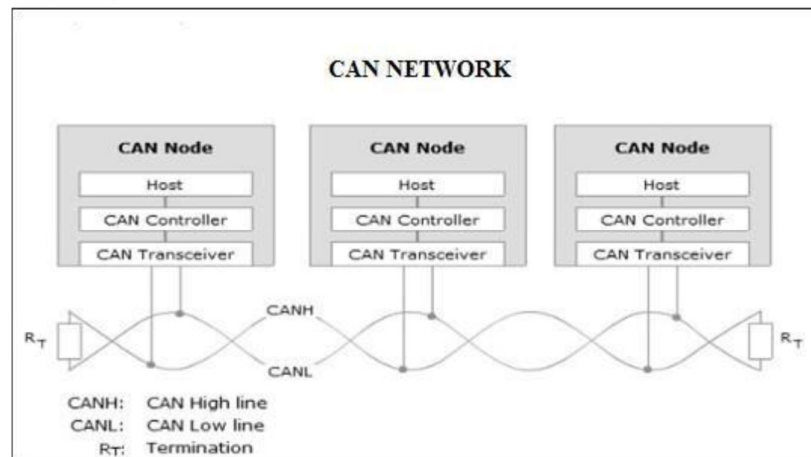 CAN NETWORK
CAN Node CAN Node CAN Node
Host Host Host
CAN Controller CAN Controller CAN Controller
CAN Transceiver CAN Transceiver CAN Transceiver
CANH
RT RT
CANL
CANH: CAN High line
CANL: CAN Low line
RT: Termination